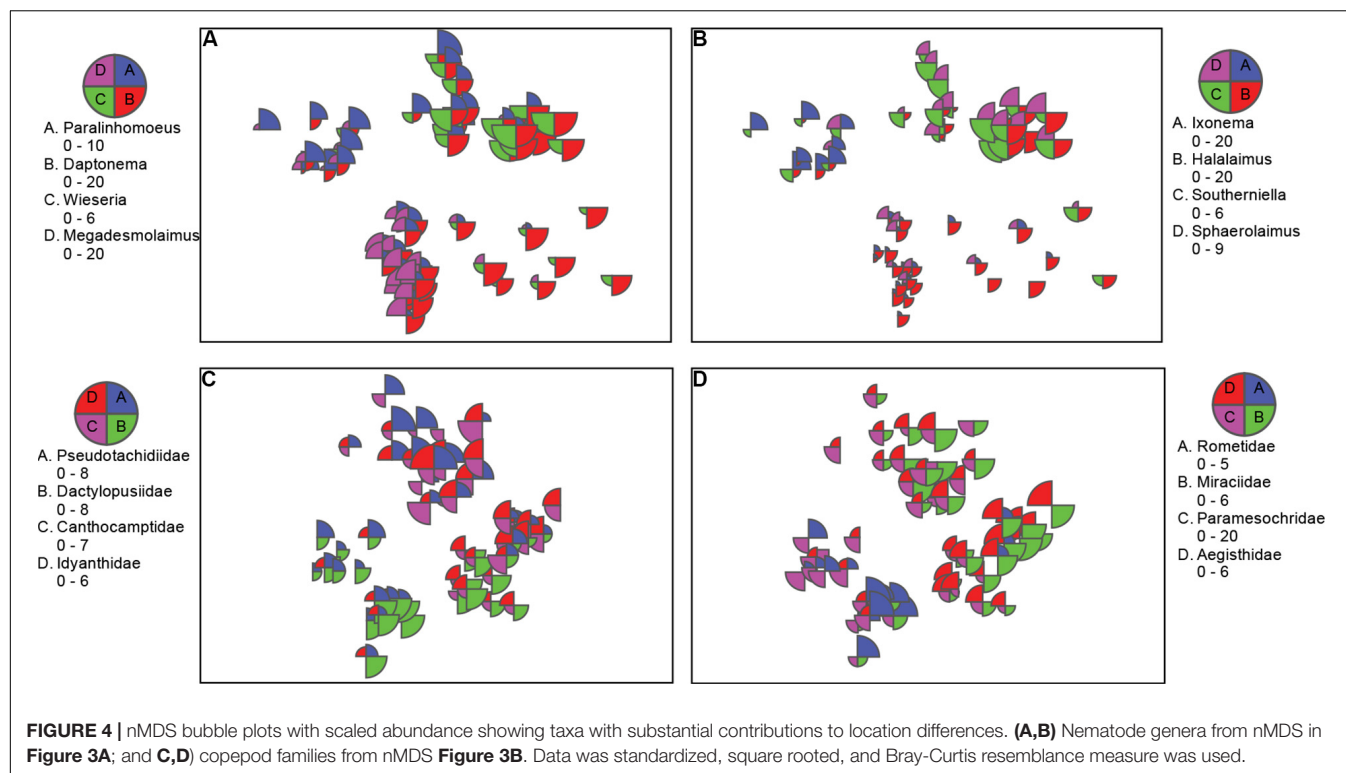 A
D A
C B
A. Paralinhomoeus
0 - 10
B. Daptonema
0 - 20
C. Wieseria
0 - 6
D. Megadesmolaimus
0 - 20
B
D A
C B
A. Ixonema
0 - 20
B. Halalaimus
0 - 20
C. Southerniella
0 - 6
D. Sphaerolaimus
0 - 9
C
D A
C B
A. Pseudotachidiidae
0 - 8
B. Dactylopusiidae
0 - 8
C. Canthocamptidae
0 - 7
D. Idyanthidae
0 - 6
D
D A
C B
A. Rometidae
0 - 5
B. Miraciidae
0 - 6
C. Paramesochridae
0 - 20
D. Aegisthidae
0 - 6
FIGURE 4 | nMDS bubble plots with scaled abundance showing taxa with substantial contributions to location differences. (A,B) Nematode genera from nMDS in
Figure 3A; and C,D) copepod families from nMDS Figure 3B. Data was standardized, square rooted, and Bray-Curtis resemblance measure was used.